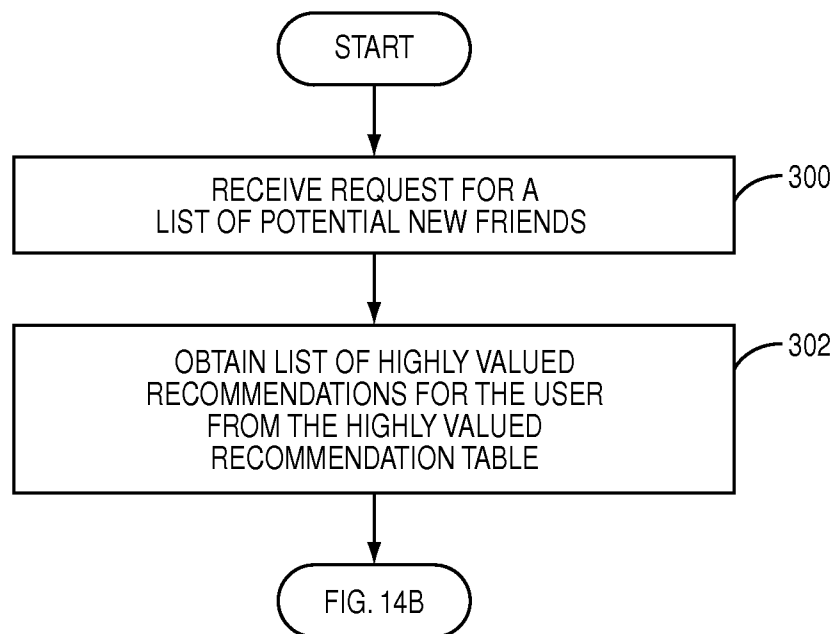 START
RECEIVE REQUEST FOR A
LIST OF POTENTIAL NEW FRIENDS
300
OBTAIN LIST OF HIGHLY VALUED
RECOMMENDATIONS FOR THE USER
FROM THE HIGHLY VALUED
RECOMMENDATION TABLE
302
FIG. 14B